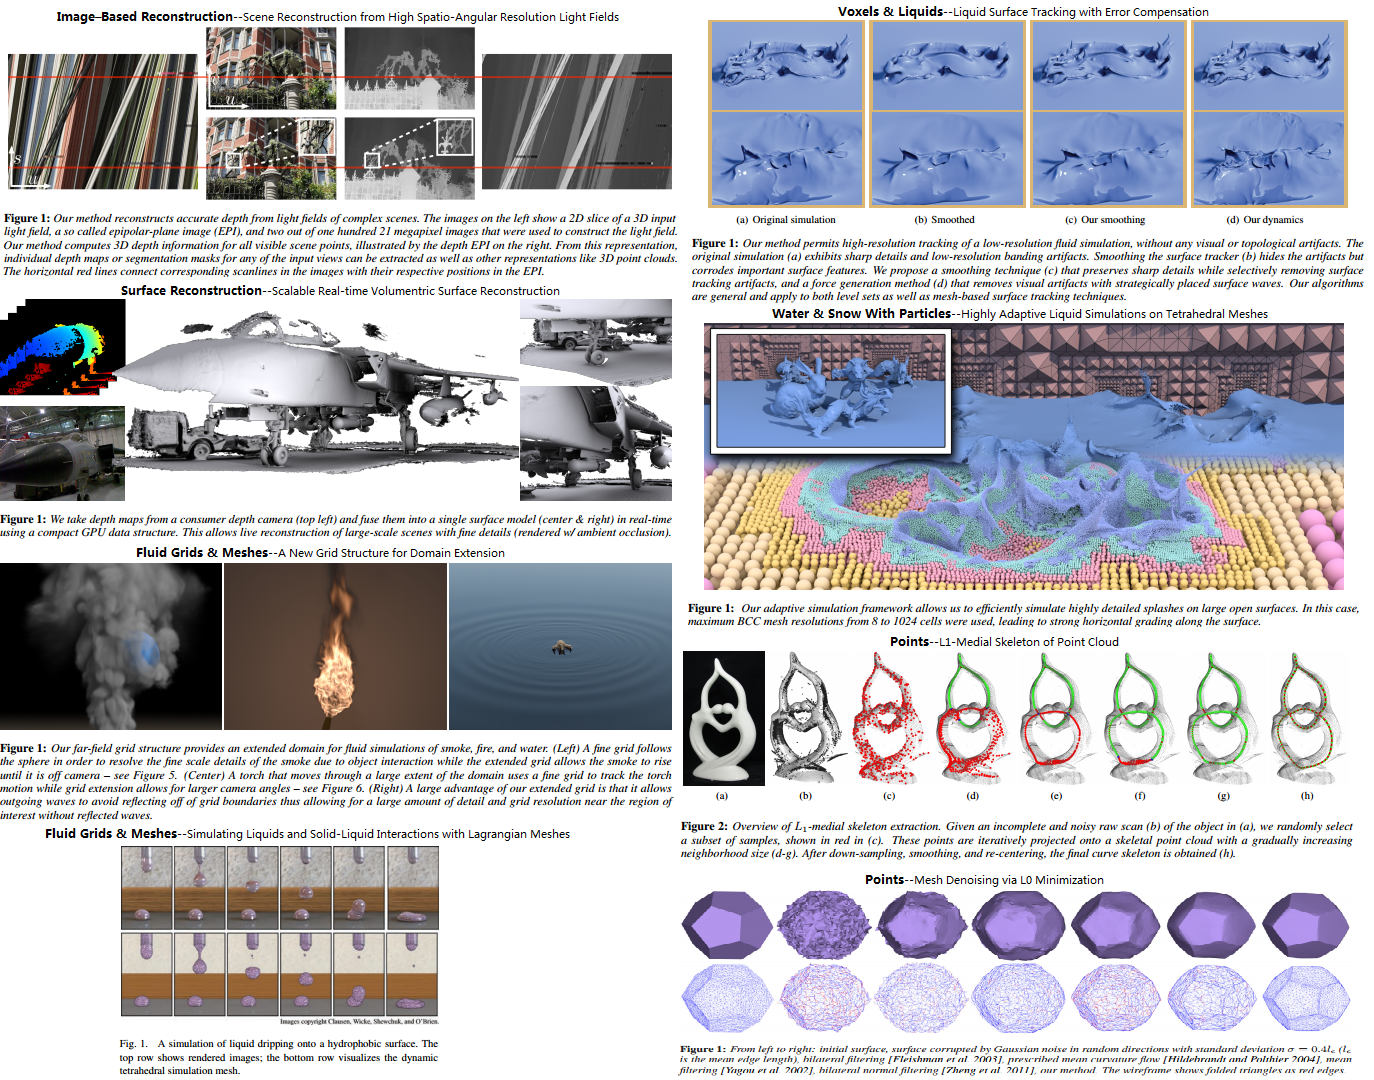 Image–Based Reconstruction--Scene Reconstruction from High Spatio-Angular Resolution Light Fields
s
u
u
Figure 1: Our method reconstructs accurate depth from light fields of complex scenes. The images on the left show a 2D slice of a 3D input
light field, a so called epipolar-plane image (EPI), and two out of one hundred 21 megapixel images that were used to construct the light field.
Our method computes 3D depth information for all visible scene points, illustrated by the depth EPI on the right. From this representation,
individual depth maps or segmentation masks for any of the input views can be extracted as well as other representations like 3D point clouds.
The horizontal red lines connect corresponding scanlines in the images with their respective positions in the EPI.
Surface Reconstruction--Scalable Real-time Volumentric Surface Reconstruction
Figure 1: We take depth maps from a consumer depth camera (top left) and fuse them into a single surface model (center & right) in real-time
using a compact GPU data structure. This allows live reconstruction of large-scale scenes with fine details (rendered w/ ambient occlusion).
Fluid Grids & Meshes--A New Grid Structure for Domain Extension
Figure 1: Our far-field grid structure provides an extended domain for fluid simulations of smoke, fire, and water. (Left) A fine grid follows
the sphere in order to resolve the fine scale details of the smoke due to object interaction while the extended grid allows the smoke to rise
until it is off camera – see Figure 5. (Center) A torch that moves through a large extent of the domain uses a fine grid to track the torch
motion while grid extension allows for larger camera angles – see Figure 6. (Right) A large advantage of our extended grid is that it allows
outgoing waves to avoid reflecting off of grid boundaries thus allowing for a large amount of detail and grid resolution near the region of
interest without reflected waves.
Fluid Grids & Meshes--Simulating Liquids and Solid-Liquid Interactions with Lagrangian Meshes
Images copyright Clausen, Wicke, Shewchuk, and O'Brien.
Fig. 1. A simulation of liquid dripping onto a hydrophobic surface. The
top row shows rendered images; the bottom row visualizes the dynamic
tetrahedral simulation mesh.
Voxels & Liquids--Liquid Surface Tracking with Error Compensation
(a) Original simulation (b) Smoothed (c) Our smoothing (d) Our dynamics
Figure 1: Our method permits high-resolution tracking of a low-resolution fluid simulation, without any visual or topological artifacts. The
original simulation (a) exhibits sharp details and low-resolution banding artifacts. Smoothing the surface tracker (b) hides the artifacts but
corrodes important surface features. We propose a smoothing technique (c) that preserves sharp details while selectively removing surface
tracking artifacts, and a force generation method (d) that removes visual artifacts with strategically placed surface waves. Our algorithms
are general and apply to both level sets as well as mesh-based surface tracking techniques.
Water & Snow With Particles--Highly Adaptive Liquid Simulations on Tetrahedral Meshes
Figure 1: Our adaptive simulation framework allows us to efficiently simulate highly detailed splashes on large open surfaces. In this case,
maximum BCC mesh resolutions from 8 to 1024 cells were used, leading to strong horizontal grading along the surface.
Points--L1-Medial Skeleton of Point Cloud
(a) (b) (c) (d) (e) (f) (g) (h)
Figure 2: Overview of L1-medial skeleton extraction. Given an incomplete and noisy raw scan (b) of the object in (a), we randomly select
a subset of samples, shown in red in (c). These points are iteratively projected onto a skeletal point cloud with a gradually increasing
neighborhood size (d-g). After down-sampling, smoothing, and re-centering, the final curve skeleton is obtained (h).
Points--Mesh Denoising via L0 Minimization
Figure 1: From left to right: initial surface, surface corrupted by Gaussian noise in random directions with standard deviation σ = 0.4le (le
is the mean edge length), bilateral filtering [Fleishman et al. 2003], prescribed mean curvature flow [Hildebrandt and Polthier 2004], mean
filtering [Yagou et al. 2002], bilateral normal filtering [Zheng et al. 2011], our method. The wireframe shows folded triangles as red edges.